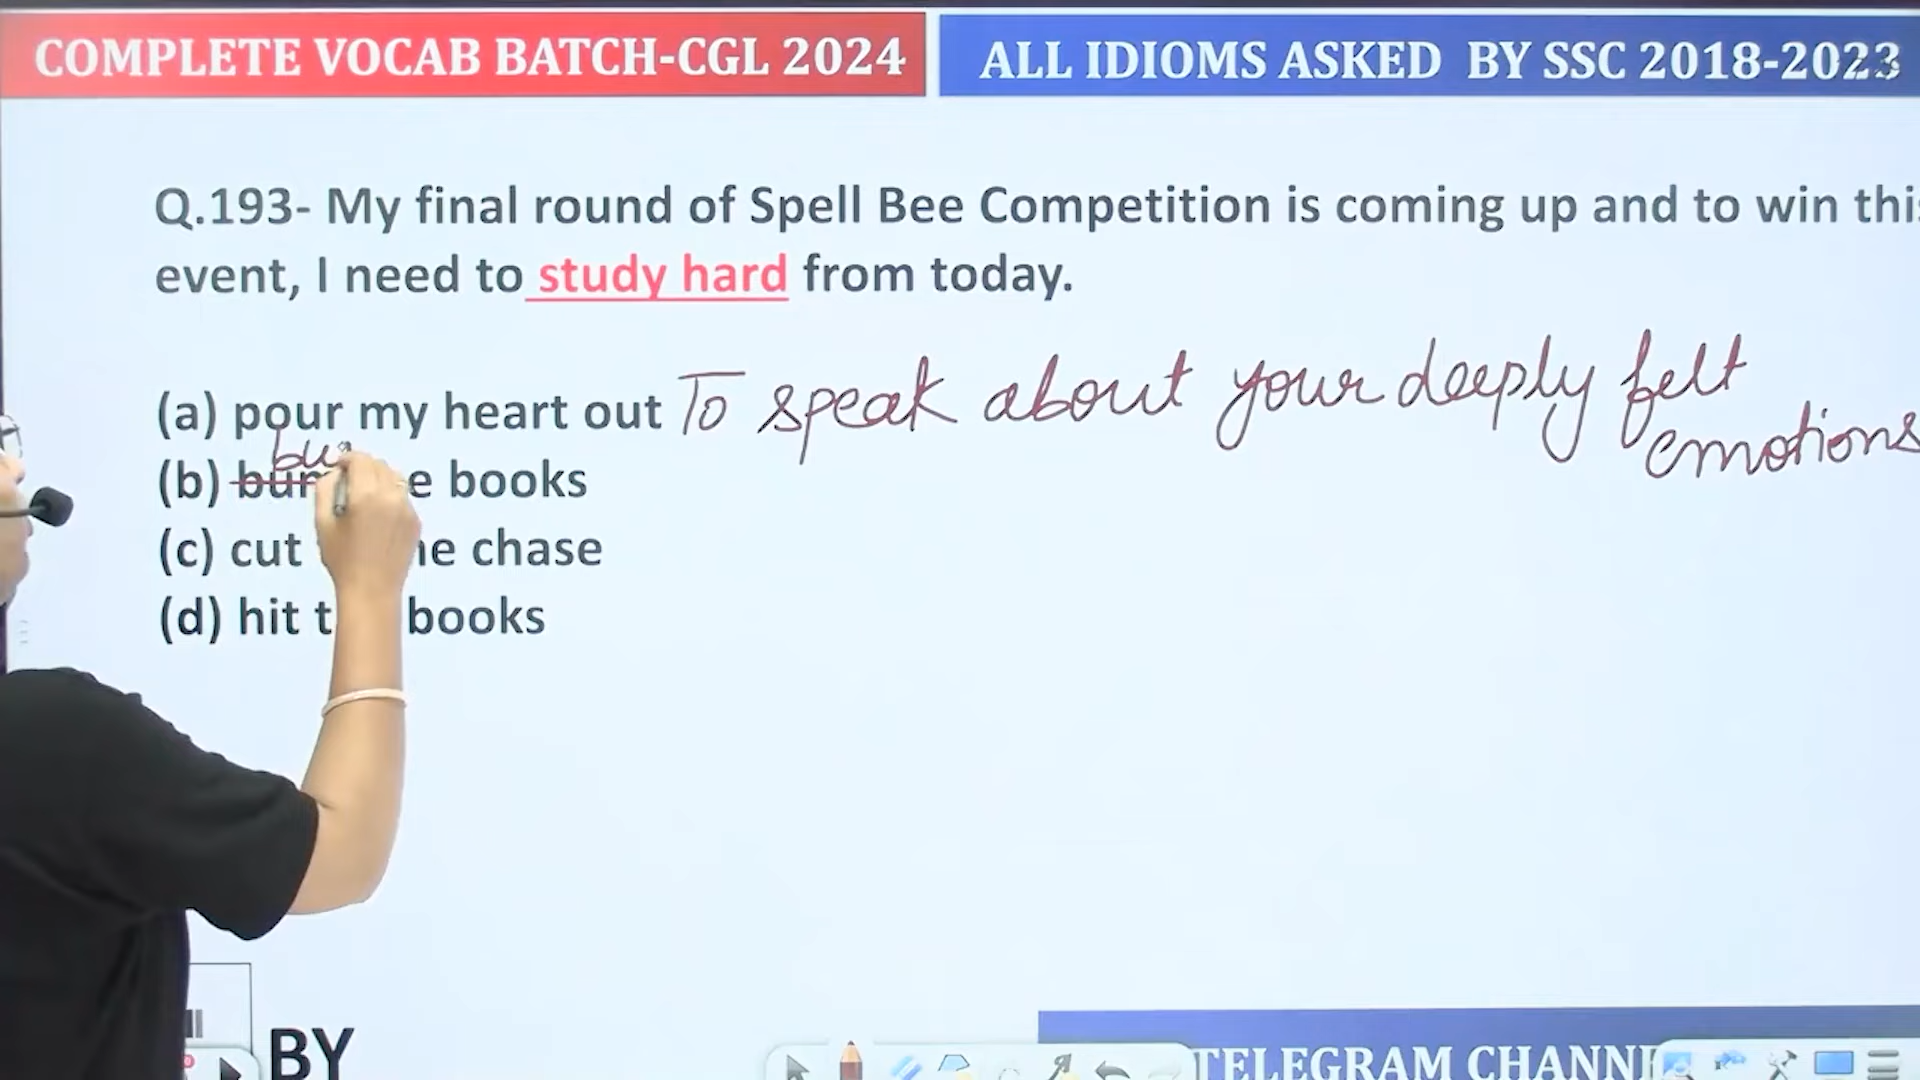 COMPLETE VOCAB BATCH-CGL 2024
ALL IDIOMS ASKED BY SSC 2018-2023
Q.193- My final round of Spell Bee Competition is coming up and to win this
event, I need to study hard from today.
(a) pour my heart out To speak about your deeply felt
emotions
(b) books
(c) cut chase
(d) hit books
BY
TELEGRAM